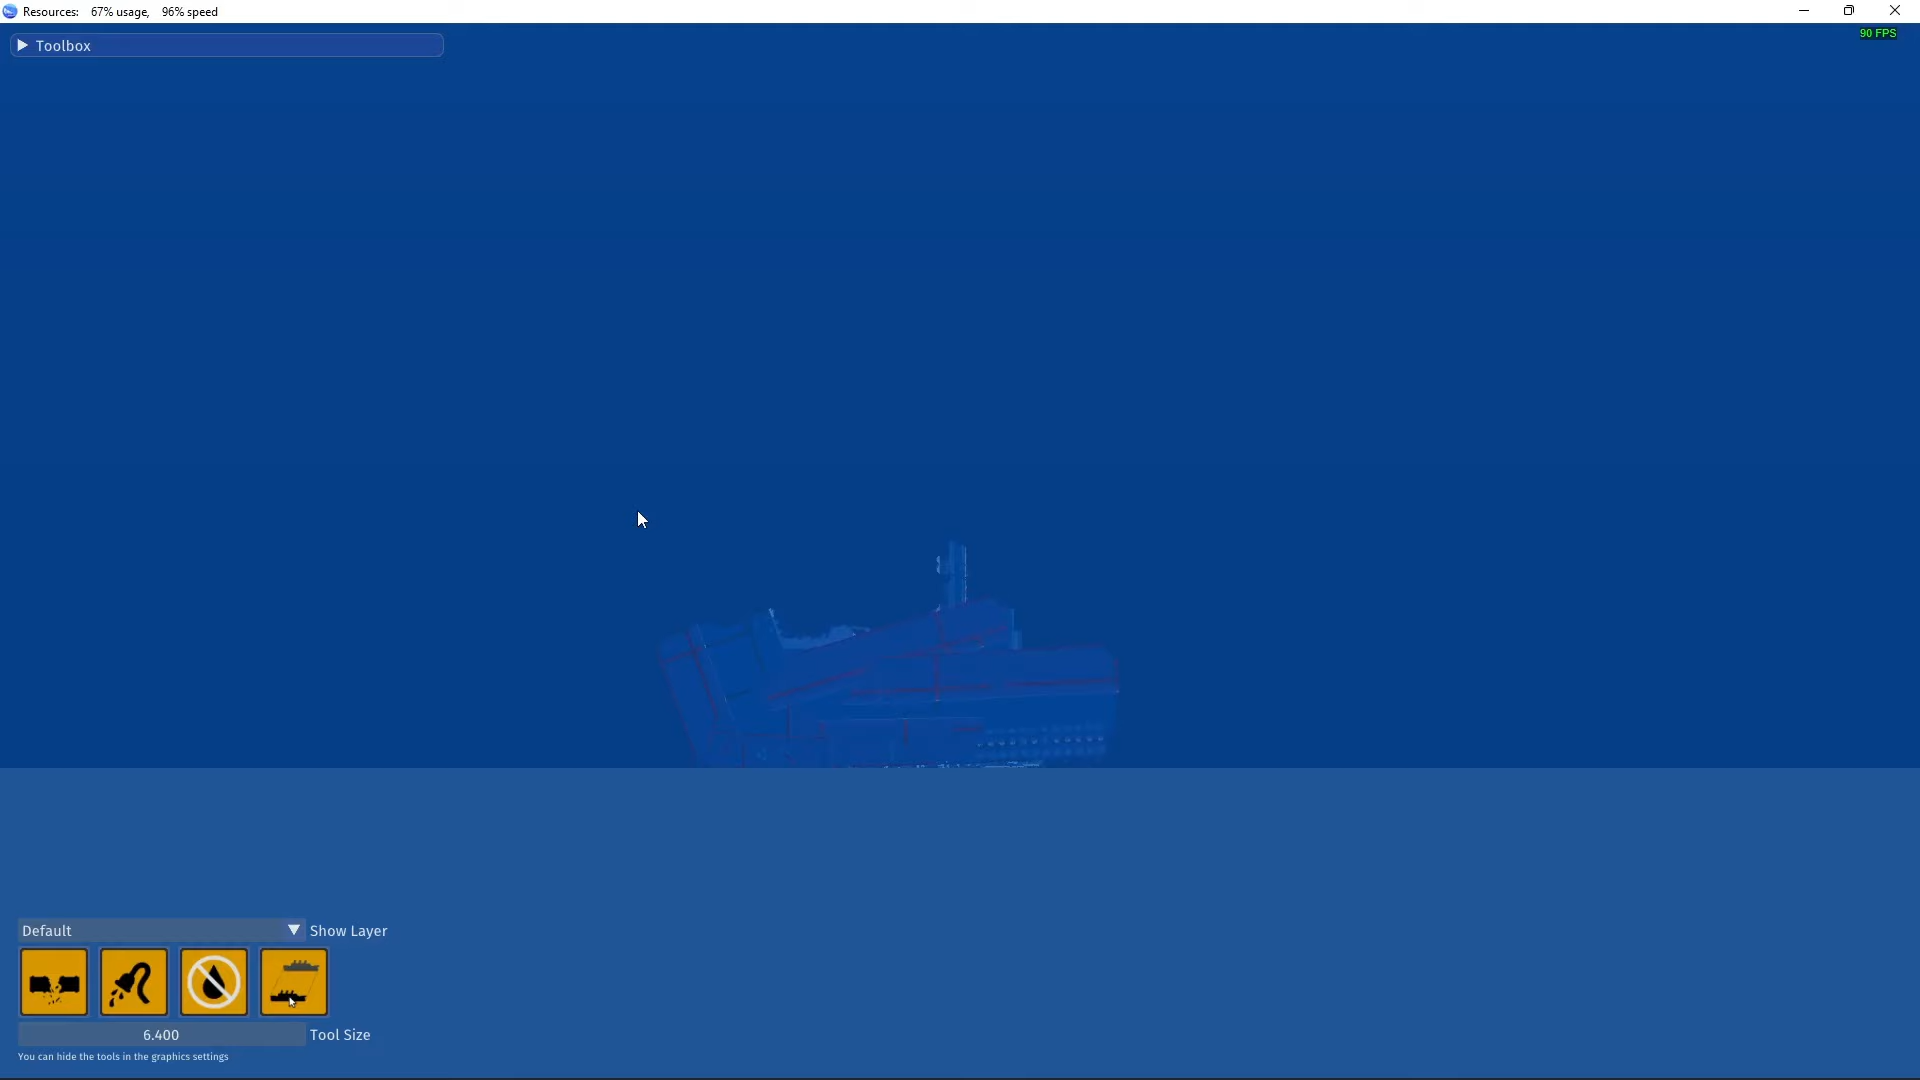 Resources: 67% usage, 96% speed
90 FPS
Toolbox
Default
Show Layer
6.400
Tool Size
You can hide the tools in the graphics settings